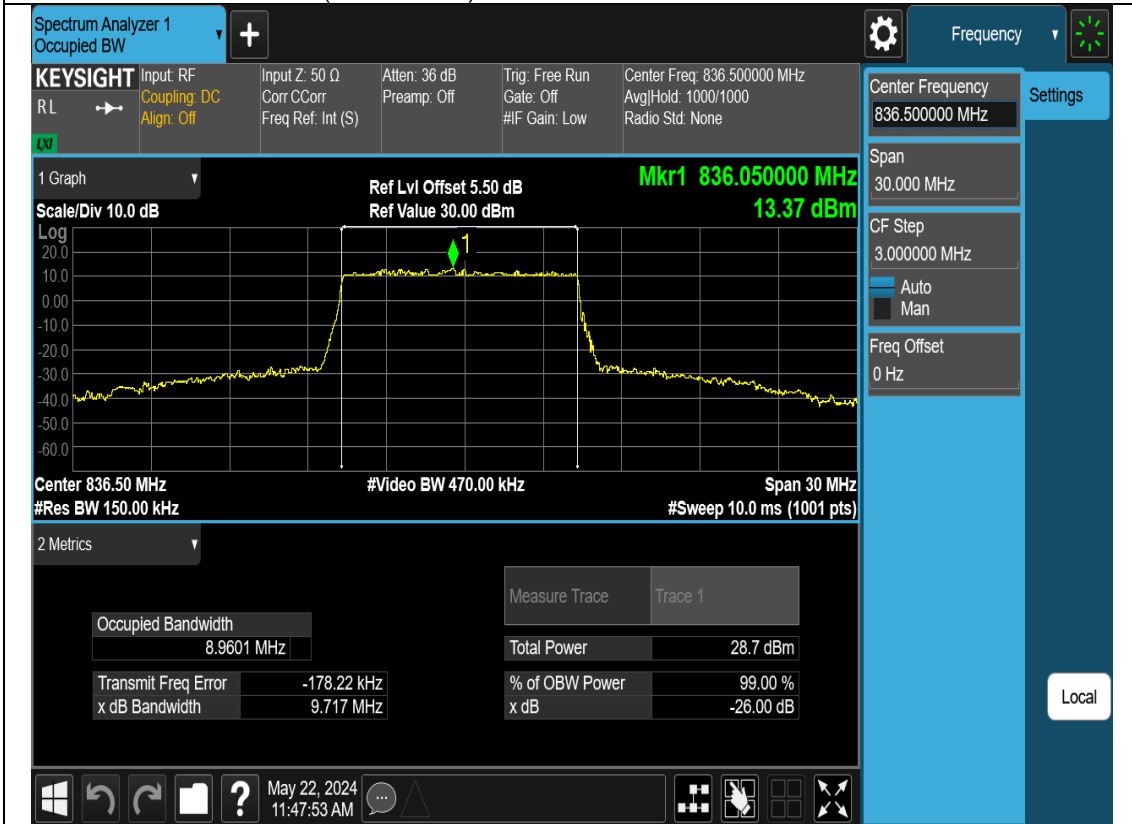 Spectrum Analyzer 1
Occupied BW
Frequency
KEYSIGHT
R L
LXI
Input: RF
Coupling: DC
Align: Off
Input Z: 50 Ω
Corr CCorr
Freq Ref: Int (S)
Atten: 36 dB
Preamp: Off
Trig: Free Run
Gate: Off
#IF Gain: Low
Center Freq: 836.500000 MHz
Avg|Hold: 1000/1000
Radio Std: None
Center Frequency
836.500000 MHz
Settings
Span
30.000 MHz
CF Step
3.000000 MHz
Auto
Man
Freq Offset
0 Hz
Local
1 Graph
Ref Lvl Offset 5.50 dB
Mkr1 836.050000 MHz
Scale/Div 10.0 dB
Ref Value 30.00 dBm
13.37 dBm
Log
1
20.0
10.0
0.00
-10.0
-20.0
-30.0
-40.0
-50.0
-60.0
Center 836.50 MHz
#Video BW 470.00 kHz
Span 30 MHz
#Res BW 150.00 kHz
#Sweep 10.0 ms (1001 pts)
2 Metrics
Measure Trace
Trace 1
Occupied Bandwidth
8.9601 MHz
Total Power
28.7 dBm
Transmit Freq Error
-178.22 kHz
% of OBW Power
99.00 %
x dB Bandwidth
9.717 MHz
x dB
-26.00 dB
?
May 22, 2024
11:47:53 AM